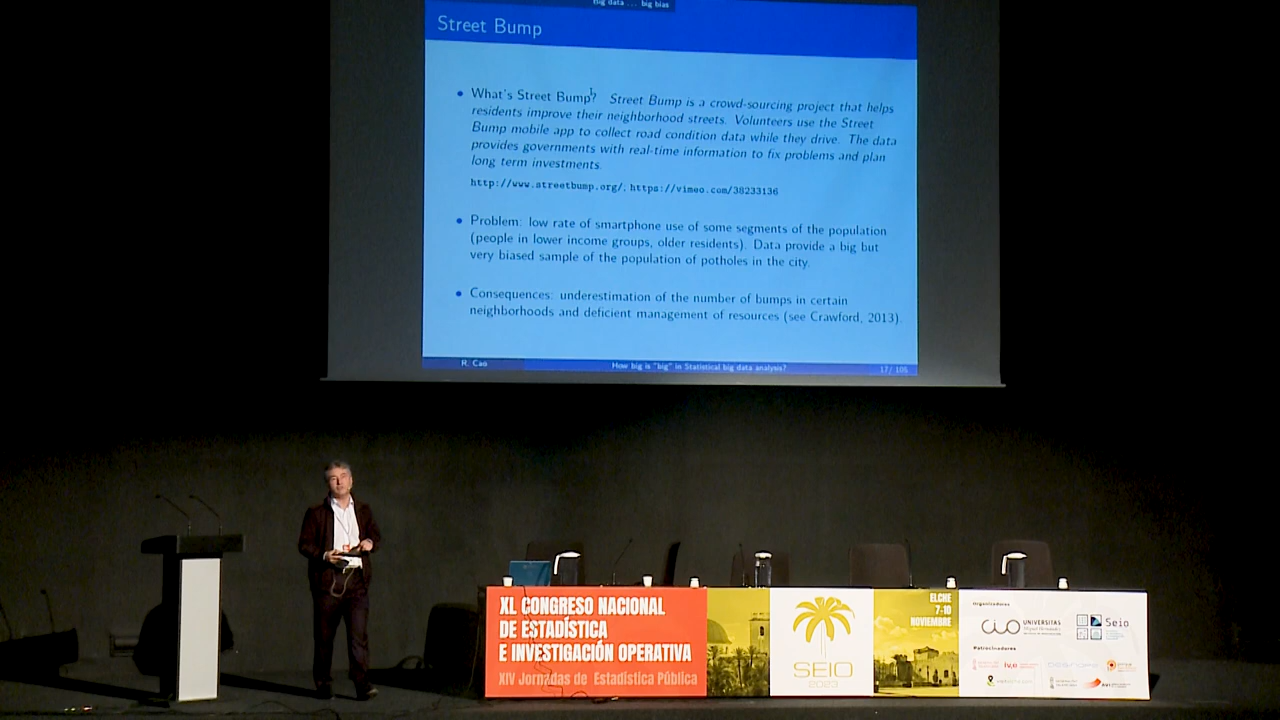 Big data ... big bias
Street Bump
• What's Street Bump? Street Bump is a crowd-sourcing project that helps
residents improve their neighborhood streets. Volunteers use the Street
Bump mobile app to collect road condition data while they drive. The data
provides governments with real-time information to fix problems and plan
long term investments.
http://www.streetbump.org/, https://vimeo.com/38233136
• Problem: low rate of smartphone use of some segments of the population
(people in lower income groups, older residents). Data provide a big but
very biased sample of the population of potholes in the city.
• Consequences: underestimation of the number of bumps in certain
neighborhoods and deficient management of resources (see Crawford, 2013).
R. Cao
How big is "big" in Statistical big data analysis?
17/ 105
XL CONGRESO NACIONAL
DE ESTADÍSTICA
E INVESTIGACIÓN OPERATIVA
XIV Jornadas de Estadística Pública
SEIO
2023
ELCHE
7-10
NOVIEMBRE
Organizadores
CIO
UNIVERSITAS
Miguel Hernández
Seio
Patrocinadores
ive